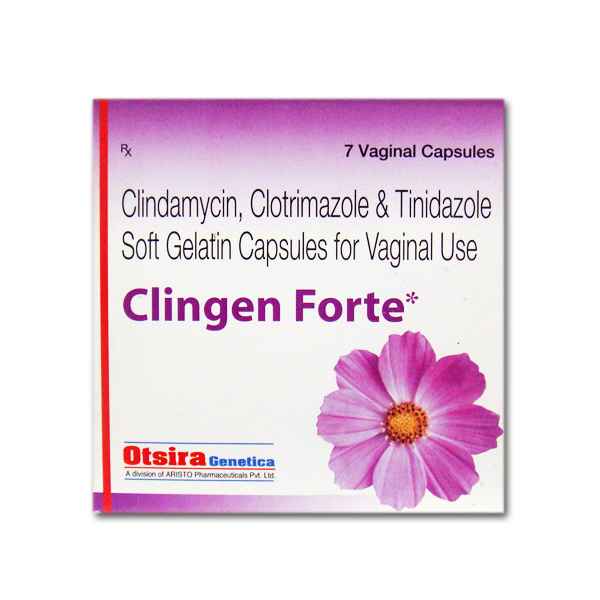 Rx
7 Vaginal Capsules
Clindamycin, Clotrimazole & Tinidazole
Soft Gelatin Capsules for Vaginal Use
Clingen Forte*
Otsira Genetica
A division of ARISTO Pharmaceuticals Pvt. Ltd.